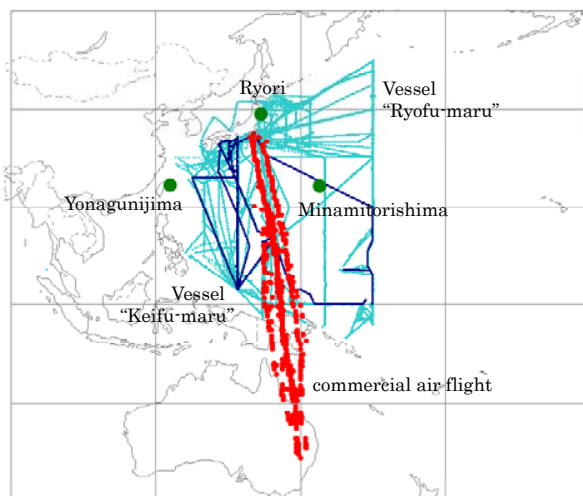 Ryori
Vessel
“Ryofu-maru”
Yonagunijima
Minamitorishima
Vessel
“Keifu-maru”
commercial air flight